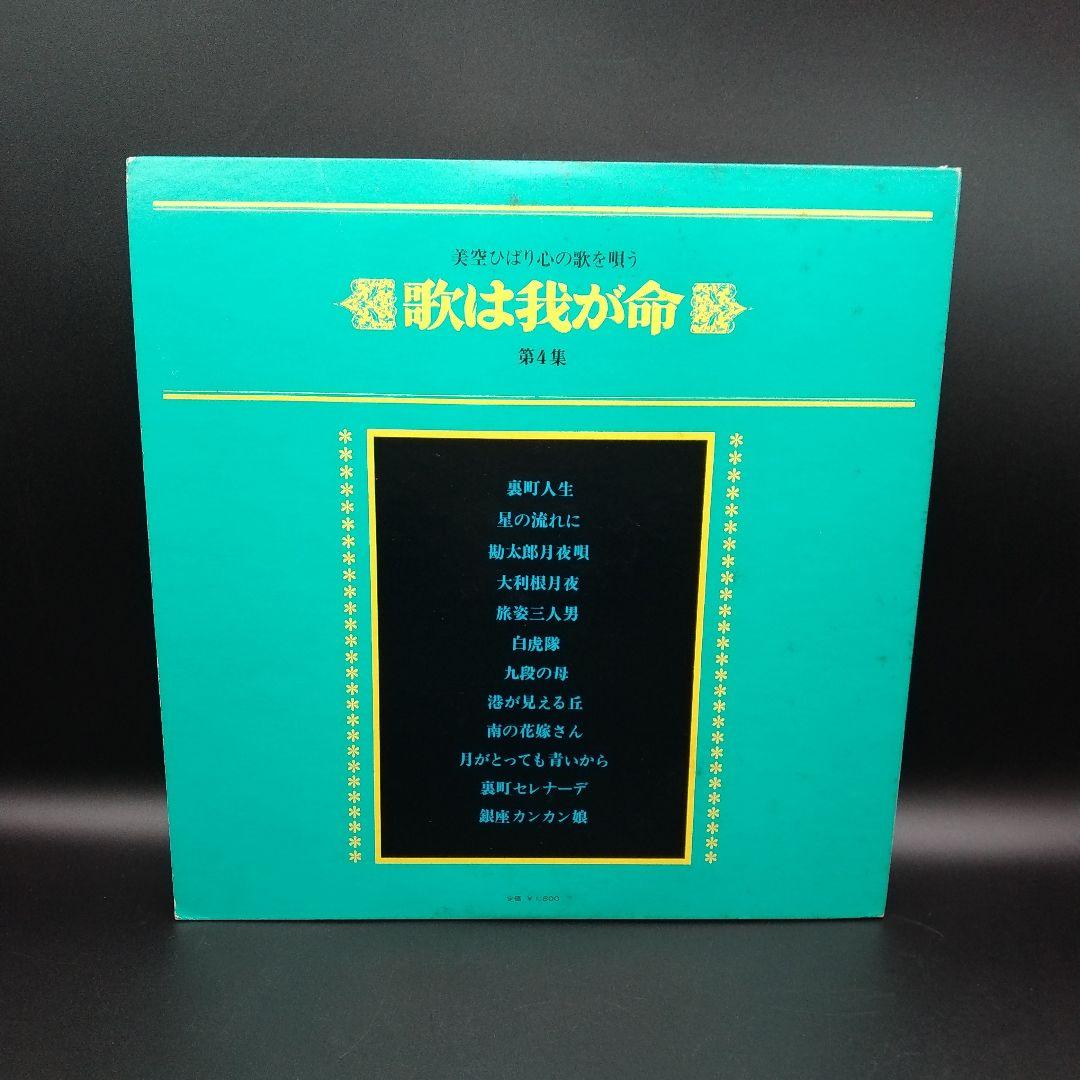 美空ひばり心の歌を唄う
歌は我が命
第4集
裏町人生
星の流れに
勘太郎月夜唄
大利根月夜
旅姿三人男
白虎隊
九段の母
港が見える丘
南の花嫁さん
月がとっても青いから
裏町セレナーデ
銀座カンカン娘
定価 ￥1,800